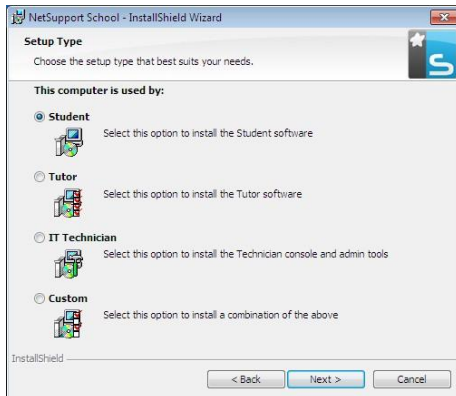 NetSupport School - InstallShield Wizard
Setup Type
Choose the setup type that best suits your needs.
S
This computer is used by:
Student
Select this option to install the Student software
Tutor
Select this option to install the Tutor software
IT Technician
Select this option to install the Technician console and admin tools
Custom
Select this option to install a combination of the above
InstallShield
< Back Next > Cancel